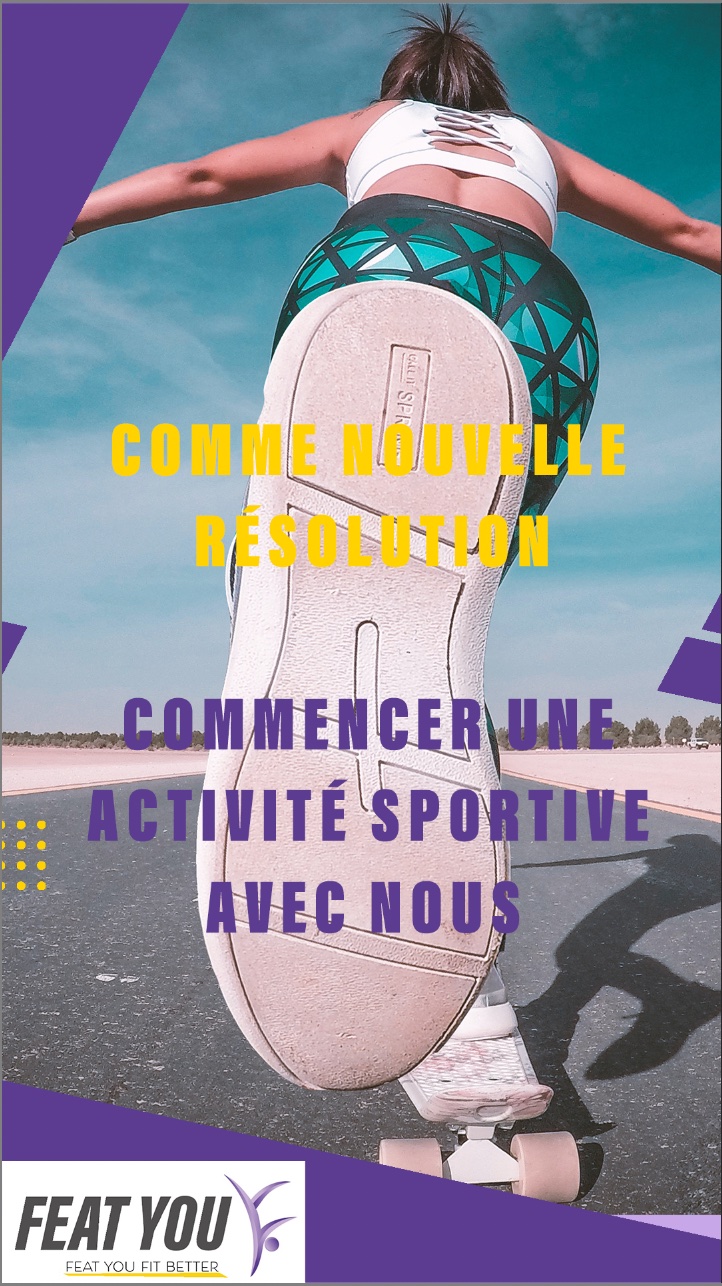 COMME NOUVELLE
RÉSOLUTION
COMMENCER UNE
ACTIVITÉ SPORTIVE
AVEC NOUS
FEAT YOU
FEAT YOU FIT BETTER